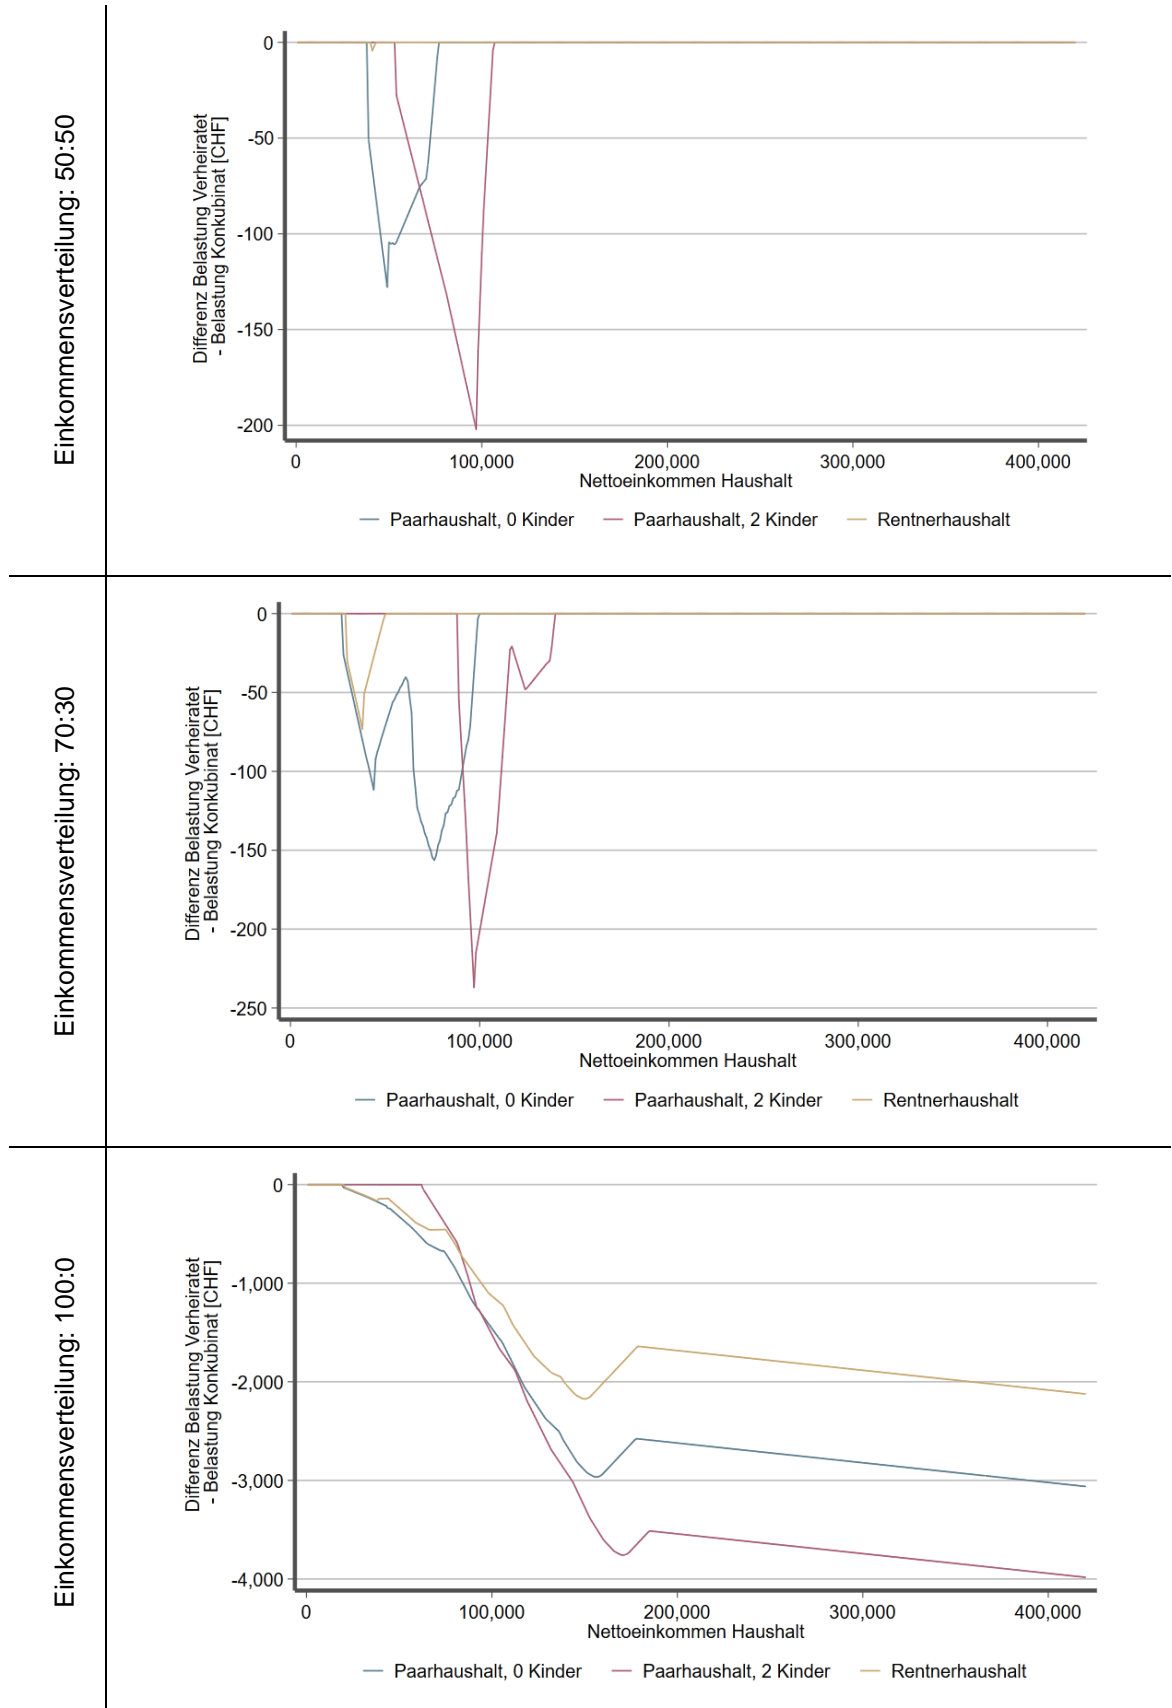 Einkommensverteilung: 50:50
Differenz Belastung Verheiratet
- Belastung Konkubinat [CHF]
0
-50
-100
-150
-200
0 100,000 200,000 300,000 400,000
Nettoeinkommen Haushalt
Paarhaushalt, 0 Kinder Paarhaushalt, 2 Kinder Rentnerhaushalt
Einkommensverteilung: 70:30
Differenz Belastung Verheiratet
- Belastung Konkubinat [CHF]
0
-50
-100
-150
-200
-250
0 100,000 200,000 300,000 400,000
Nettoeinkommen Haushalt
Paarhaushalt, 0 Kinder Paarhaushalt, 2 Kinder Rentnerhaushalt
Einkommensverteilung: 100:0
Differenz Belastung Verheiratet
- Belastung Konkubinat [CHF]
0
-1,000
-2,000
-3,000
-4,000
0 100,000 200,000 300,000 400,000
Nettoeinkommen Haushalt
Paarhaushalt, 0 Kinder Paarhaushalt, 2 Kinder Rentnerhaushalt